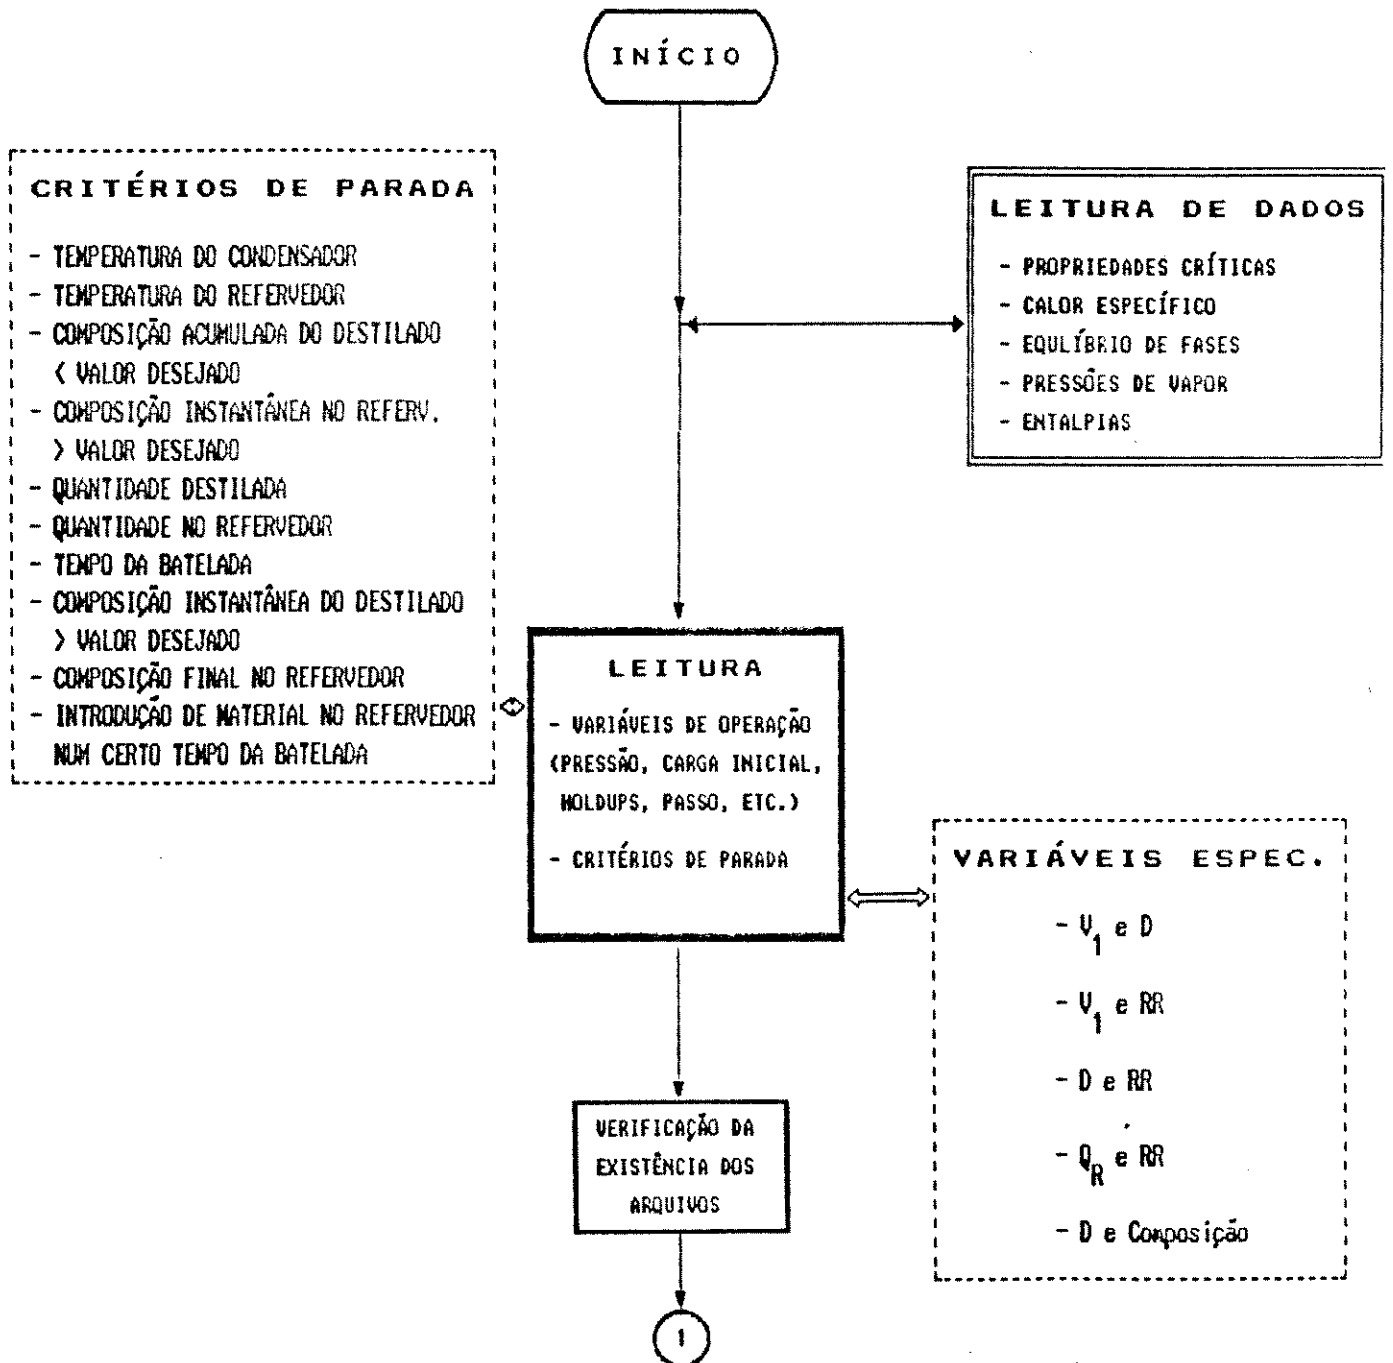 INÍCIO
CRITÉRIOS DE PARADA
- TEMPERATURA DO CONDENSADOR
- TEMPERATURA DO REFERVEDOR
- COMPOSIÇÃO ACUMULADA DO DESTILADO
< VALOR DESEJADO
- COMPOSIÇÃO INSTANTÂNEA NO REFERV.
> VALOR DESEJADO
- QUANTIDADE DESTILADA
- QUANTIDADE NO REFERVEDOR
- TEMPO DA BATELADA
- COMPOSIÇÃO INSTANTÂNEA DO DESTILADO
> VALOR DESEJADO
- COMPOSIÇÃO FINAL NO REFERVEDOR
- INTRODUÇÃO DE MATERIAL NO REFERVEDOR
NUM CERTO TEMPO DA BATELADA
LEITURA DE DADOS
- PROPRIEDADES CRÍTICAS
- CALOR ESPECÍFICO
- EQULÍBRIO DE FASES
- PRESSÕES DE VAPOR
- ENTALPIAS
LEITURA
- VARIÁVEIS DE OPERAÇÃO
(PRESSÃO, CARGA INICIAL,
HOLDUPS, PASSO, ETC.)
- CRITÉRIOS DE PARADA
VARIÁVEIS ESPEC.
- V₁ e D
- V₁ e RR
- D e RR
- Q_R e RR
- D e Composição
VERIFICAÇÃO DA
EXISTÊNCIA DOS
ARQUIVOS
1